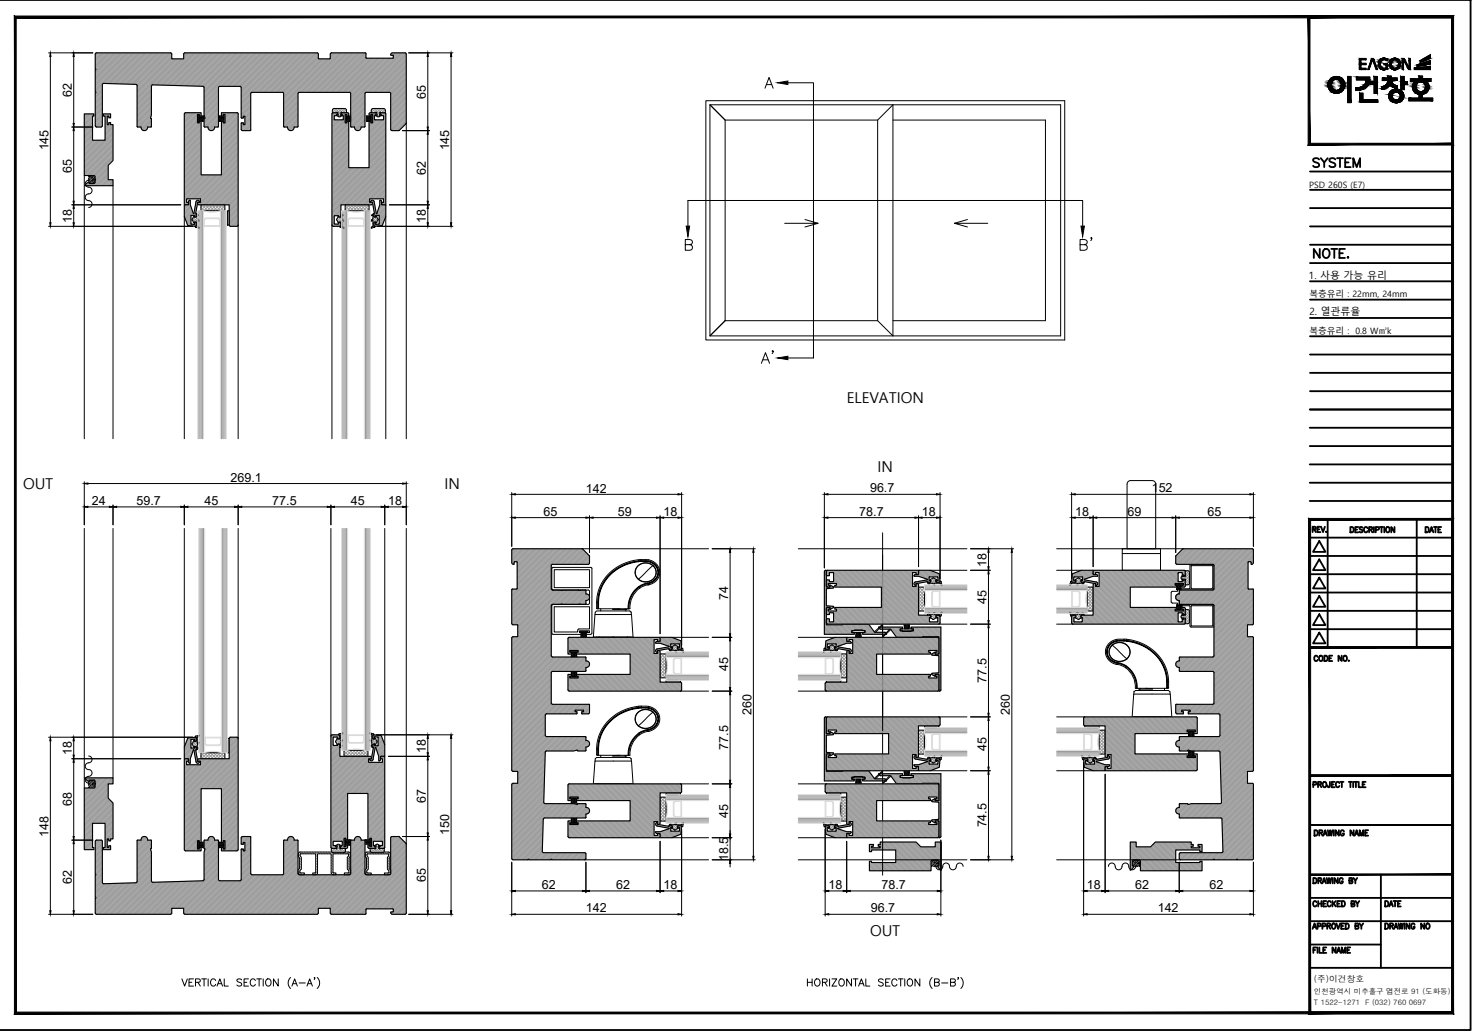 EAGON
이건창호
SYSTEM
PSD 260S (E7)
NOTE.
1. 사용 가능 유리
복층유리 : 22mm, 24mm
2. 열관류율
복층유리 : 0.8 W㎡k
REV. DESCRIPTION DATE
CODE NO.
PROJECT TITLE
DRAWING NAME
DRAWING BY
CHECKED BY DATE
APPROVED BY DRAWING NO
FILE NAME
(주)이건창호
인천광역시 미추홀구 염전로 91 (도화동)
T 1522-1271 F (032) 760 0697
62
65
145
65
18
145
65
62
18
A
B
B'
A'
ELEVATION
OUT
269.1
IN
24 59.7 45 77.5 45 18
18
68
148
62
18
67
150
65
VERTICAL SECTION (A-A')
142
65 59 18
74
45
77.5
45
18.5
260
62 62 18
142
IN
96.7
78.7 18
18
45
77.5
45
74.5
260
18 78.7
96.7
OUT
152
18 69 65
18 62 62
142
HORIZONTAL SECTION (B-B')